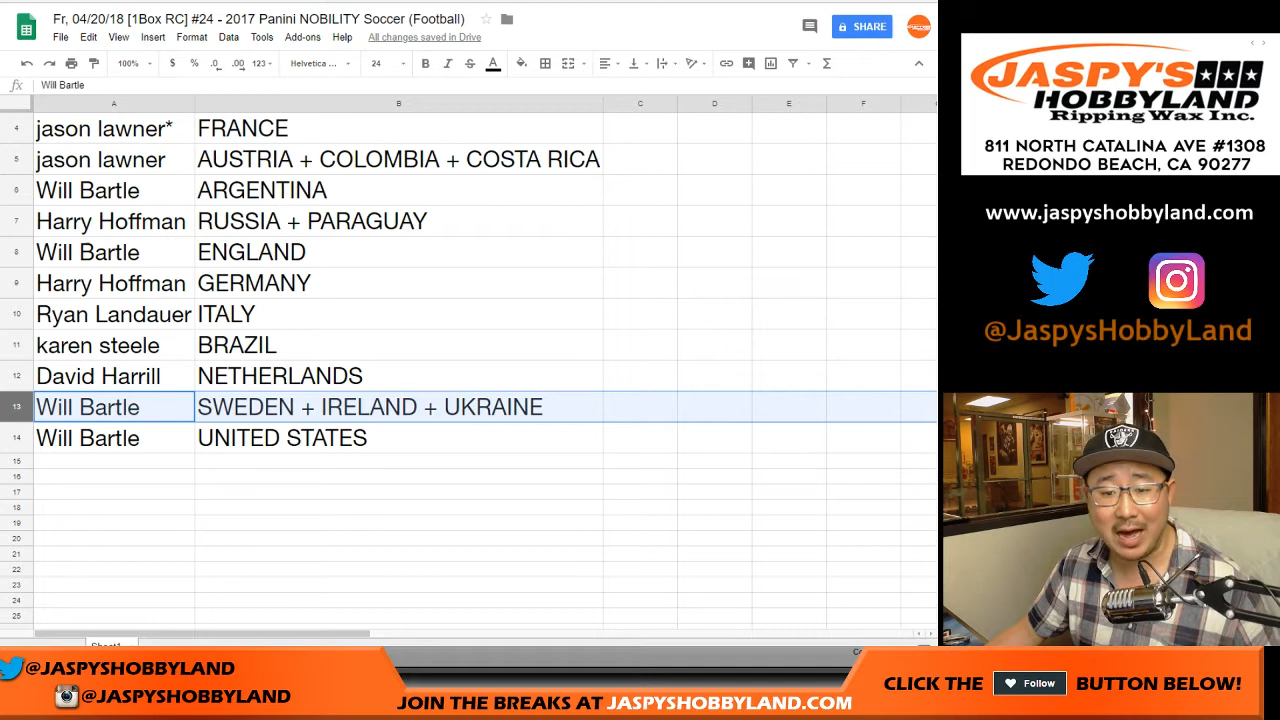 Fr, 04/20/18 [1Box RC] #24 - 2017 Panini NOBILITY Soccer (Football)
File Edit View Insert Format Data Tools Add-ons Help All changes saved in Drive
SHARE
100% $ % .0 .00 123 Helvetica ... 24 B I S A Σ
fx Will Bartle
A B C D E F
4 jason lawner* FRANCE
5 jason lawner AUSTRIA + COLOMBIA + COSTA RICA
6 Will Bartle ARGENTINA
7 Harry Hoffman RUSSIA + PARAGUAY
8 Will Bartle ENGLAND
9 Harry Hoffman GERMANY
10 Ryan Landauer ITALY
11 karen steele BRAZIL
12 David Harrill NETHERLANDS
13 Will Bartle SWEDEN + IRELAND + UKRAINE
14 Will Bartle UNITED STATES
15
16
17
18
19
20
21
22
23
24
25
JASPY'S
HOBBYLAND
Ripping Wax Inc.
811 NORTH CATALINA AVE #1308
REDONDO BEACH, CA 90277
www.jaspyshobbyland.com
@JaspysHobbyLand
RAIDERS
@JASPYSHOBBYLAND
@JASPYSHOBBYLAND
JOIN THE BREAKS AT JASPYSHOBBYLAND.COM
CLICK THE Follow BUTTON BELOW!